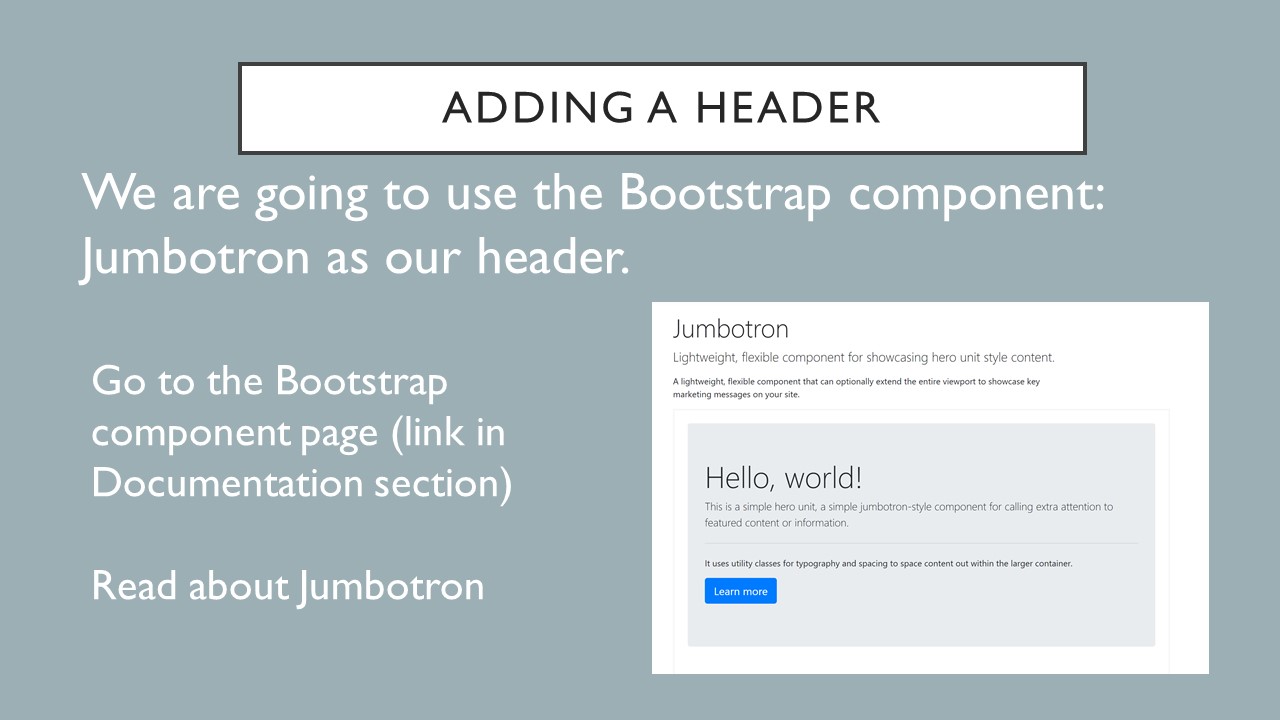 ADDING A HEADER
We are going to use the Bootstrap component:
Jumbotron as our header.
Go to the Bootstrap
component page (link in
Documentation section)
Read about Jumbotron
Jumbotron
Lightweight, flexible component for showcasing hero unit style content.
A lightweight, flexible component that can optionally extend the entire viewport to showcase key
marketing messages on your site.
Hello, world!
This is a simple hero unit, a simple jumbotron-style component for calling extra attention to
featured content or information.
It uses utility classes for typography and spacing to space content out within the larger container.
Learn more